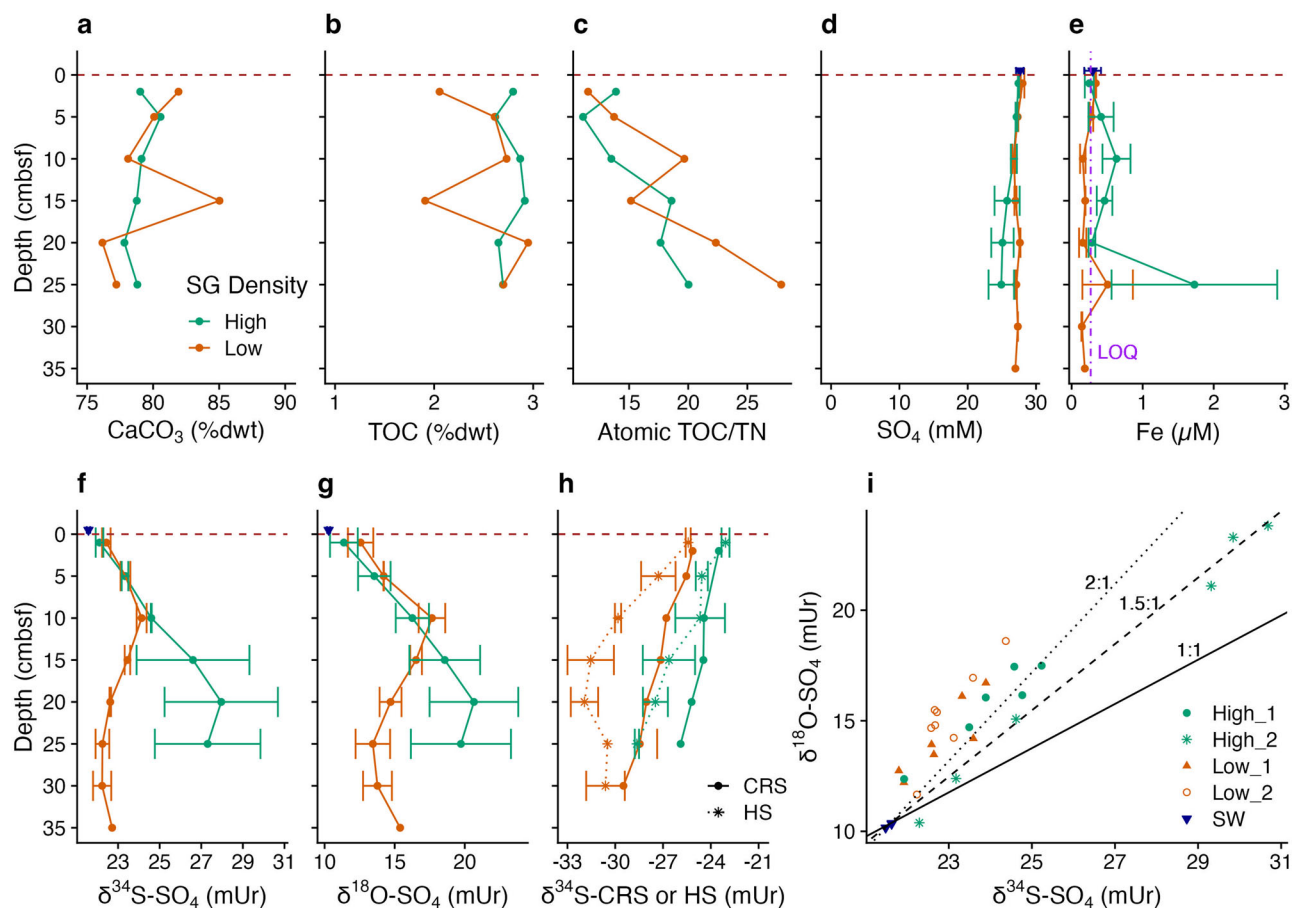 a
b
c
d
e
0
5
10
15
20
25
30
35
Depth (cmbsf)
SG Density
High
Low
LOQ
75 80 85 90
1 2 3
10 15 20 25
0 10 20 30
0 1 2 3
CaCO₃ (%dwt)
TOC (%dwt)
Atomic TOC/TN
SO₄ (mM)
Fe (µM)
f
g
h
i
0
5
10
15
20
25
30
35
Depth (cmbsf)
CRS
HS
20
15
10
δ¹⁸O-SO₄ (mUr)
2:1
1.5:1
1:1
High_1
High_2
Low_1
Low_2
SW
23 25 27 29 31
10 15 20
-33 -30 -27 -24 -21
23 25 27 29 31
δ³⁴S-SO₄ (mUr)
δ¹⁸O-SO₄ (mUr)
δ³⁴S-CRS or HS (mUr)
δ³⁴S-SO₄ (mUr)